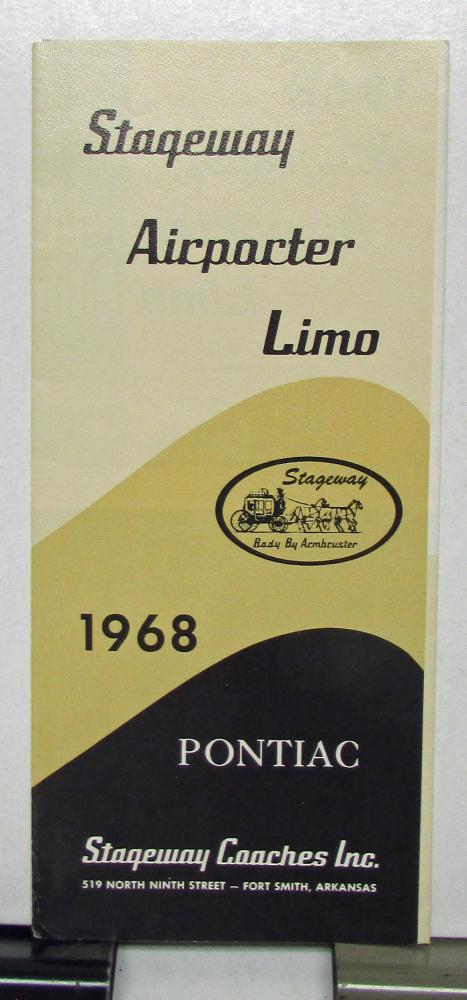 Stageway
Airporter
Limo
Stageway
Body By Armbruster
1968
PONTIAC
Stageway Coaches Inc.
519 NORTH NINTH STREET — FORT SMITH, ARKANSAS